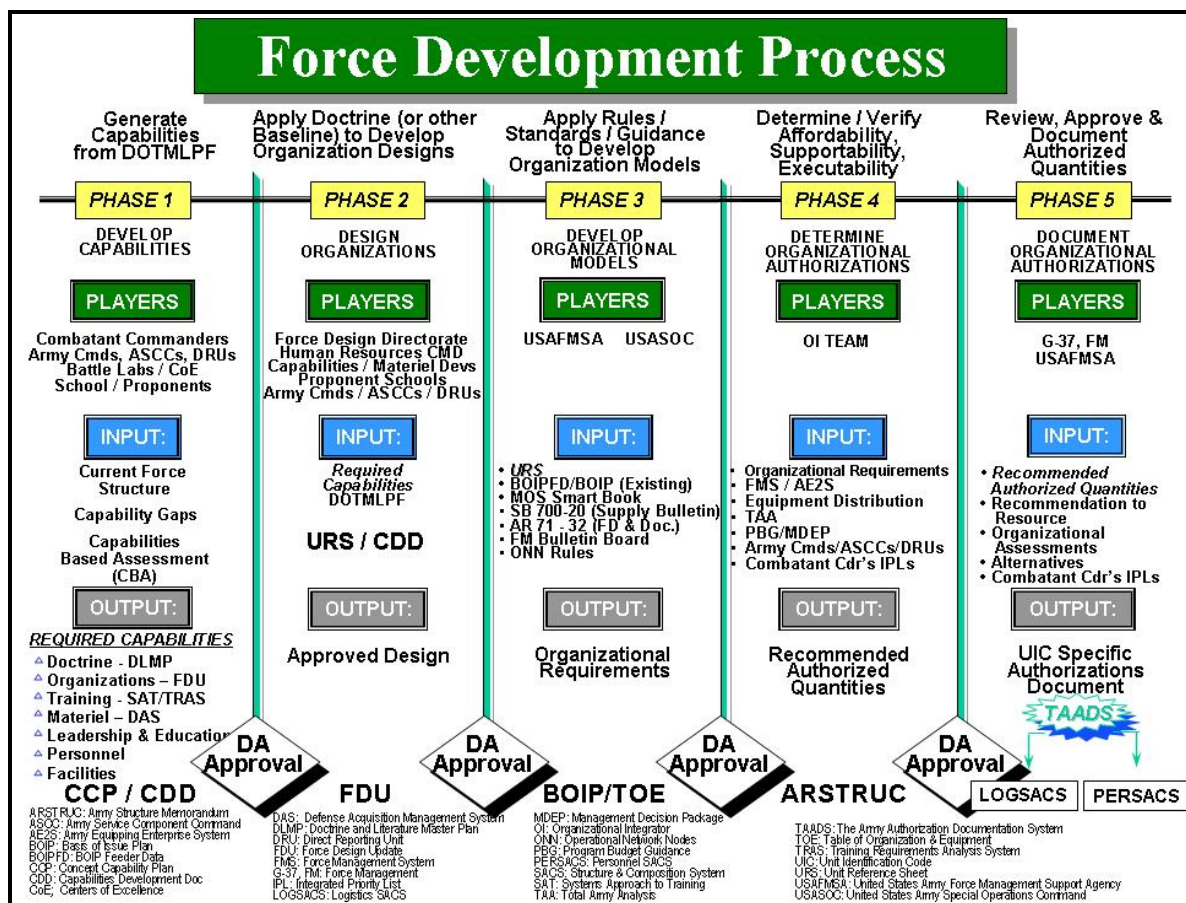 Force Development Process
Generate
Capabilities
from DOTMLPF
PHASE 1
DEVELOP
CAPABILITIES
PLAYERS
Combatant Commanders
Army Cmds, ASCCs, DRUs
Battle Labs / CoE
School / Proponents
INPUT:
Current Force
Structure
Capability Gaps
Capabilities
Based Assessment
(CBA)
OUTPUT:
REQUIRED CAPABILITIES
Doctrine - DLMP
Organizations – FDU
Training - SAT/TRAS
Materiel – DAS
Leadership & Education
Personnel
Facilities
CCP / CDD
Apply Doctrine (or other
Baseline) to Develop
Organization Designs
PHASE 2
DESIGN
ORGANIZATIONS
PLAYERS
Force Design Directorate
Human Resources CMD
Capabilities / Materiel Devs
Proponent Schools
Army Cmds / ASCCs / DRUs
INPUT:
Required
Capabilities
DOTMLPF
URS / CDD
OUTPUT:
Approved Design
FDU
Apply Rules /
Standards / Guidance
to Develop
Organization Models
PHASE 3
DEVELOP
ORGANIZATIONAL
MODELS
PLAYERS
USAFMSA USASOC
INPUT:
• URS
• BOIPFD/BOIP (Existing)
• MOS Smart Book
• SB 700-20 (Supply Bulletin)
• AR 71 - 32 (FD & Doc.)
• FM Bulletin Board
• ONN Rules
OUTPUT:
Organizational
Requirements
BOIP/TOE
Determine / Verify
Affordability,
Supportability,
Executability
PHASE 4
DETERMINE
ORGANIZATIONAL
AUTHORIZATIONS
PLAYERS
OI TEAM
INPUT:
• Organizational Requirements
• FMS / AE2S
• Equipment Distribution
• TAA
• PBG/MDEP
• Army Cmds/ASCCs/DRUs
• Combatant Cdr's IPLs
OUTPUT:
Recommended
Authorized
Quantities
ARSTRUC
Review, Approve &
Document
Authorized
Quantities
PHASE 5
DOCUMENT
ORGANIZATIONAL
AUTHORIZATIONS
PLAYERS
G-37, FM
USAFMSA
INPUT:
• Recommended
Authorized Quantities
• Recommendation to
Resource
• Organizational
Assessments
• Alternatives
• Combatant Cdr's IPLs
OUTPUT:
UIC Specific
Authorizations
Document
TAADS
LOGSACS
PERSACS
DA
Approval
DA
Approval
DA
Approval
DA
Approval
ARSTRUC: Army Structure Memorandum
ASCC: Army Service Component Command
AE2S: Army Equipping Enterprise System
BOIP: Basis of Issue Plan
BOIPFD: BOIP Feeder Data
CCP: Concept Capability Plan
CDD: Capabilities Development Doc
CoE; Centers of Excellence
DAS: Defense Acquisition Management System
DLMP: Doctrine and Literature Master Plan
DRU: Direct Reporting Unit
FDU: Force Design Update
FMS: Force Management System
G-37, FM: Force Management
IPL: Integrated Priority List
LOGSACS: Logistics SACS
MDEP: Management Decision Package
OI: Organizational Integrator
ONN: Operational Network Nodes
PBG: Program Budget Guidance
PERSACS: Personnel SACS
SACS: Structure & Composition System
SAT: Systems Approach to Training
TAA: Total Army Analysis
TAADS: The Army Authorization Documentation System
TOE: Table of Organization & Equipment
TRAS: Training Requirements Analysis System
UIC: Unit Identification Code
URS: Unit Reference Sheet
USAFMSA: United States Army Force Management Support Agency
USASOC: United States Army Special Operations Command